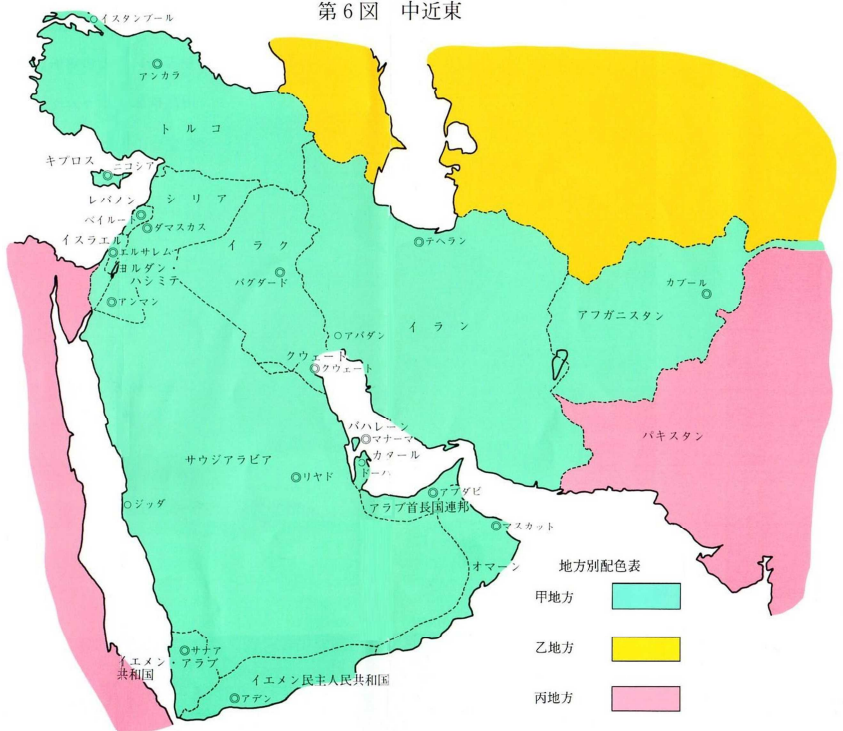 第6図 中近東
◎イスタンブール
◎
アンカラ
トルコ
キプロス
◎ニコシア
レバノン
シリア
ベイルート◎
◎ダマスカス
イスラエル
イラク
◎テヘラン
◎エルサレム
ヨルダン・
ハシミテ
◎
バグダード
カブール
◎
◎アンマン
アフガニスタン
○アバダン
イラン
クウェート
◎クウェート
バハレーン
◎マナーマ
パキスタン
カマール
サウジアラビア
◎リヤド
ドーハ
◎アブダビ
○ジッダ
アラブ首長国連邦
◎マスカット
オマーン
地方別配色表
甲地方
乙地方
丙地方
◎サナア
イエメン・アラブ
共和国
イエメン民主人民共和国
◎アデン